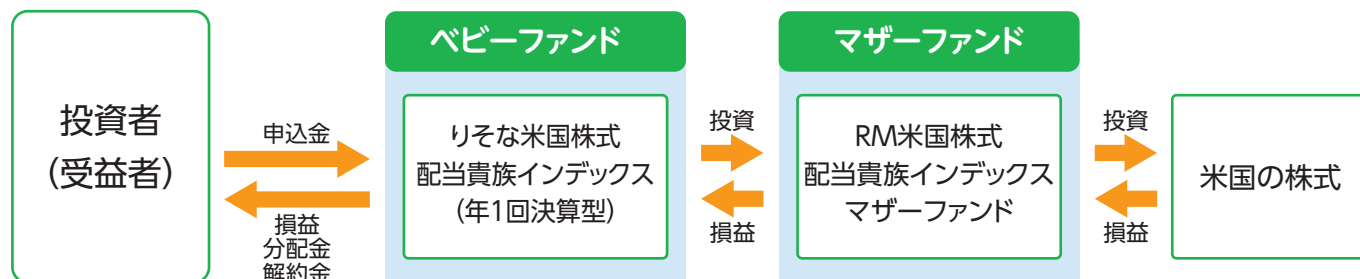 投資者
(受益者)
申込金
損益
分配金
解約金
ベビーファンド
りそな米国株式
配当貴族インデックス
(年1回決算型)
投資
損益
マザーファンド
RM米国株式
配当貴族インデックス
マザーファンド
投資
損益
米国の株式